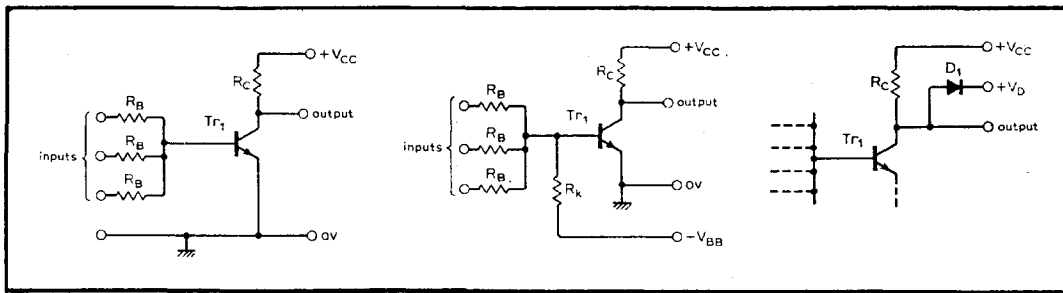 +VCC
RC
RB
Tr1
output
inputs
RB
RB
0V
+VCC
RC
RB
Tr1
output
inputs
RB
RB
Rk
0V
-VBB
+VCC
RC
D1
+VD
Tr1
output